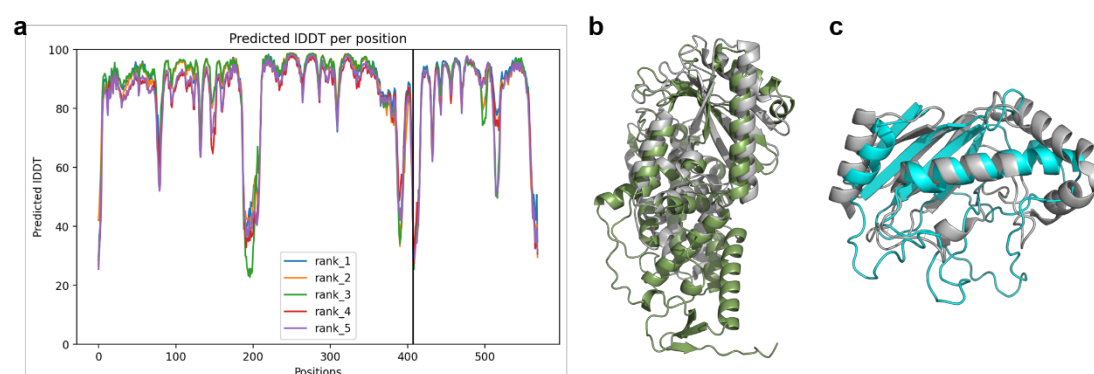 a
b
c
Predicted lDDT per position
Predicted lDDT
100
80
60
40
20
0
rank_1
rank_2
rank_3
rank_4
rank_5
0
100
200
300
400
500
Positions